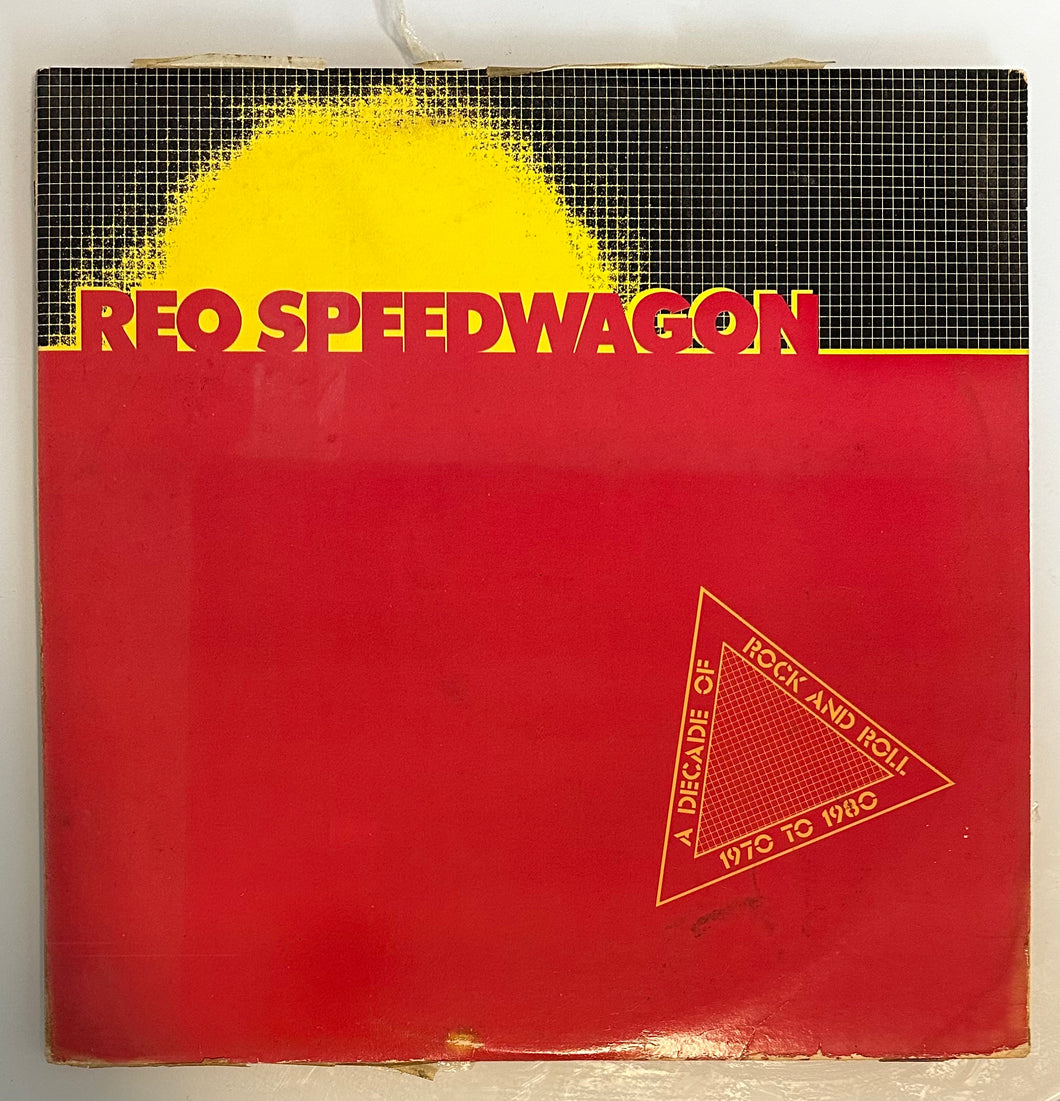 REO SPEEDWAGON
A DECADE OF
ROCK AND ROLL
1970 TO 1980